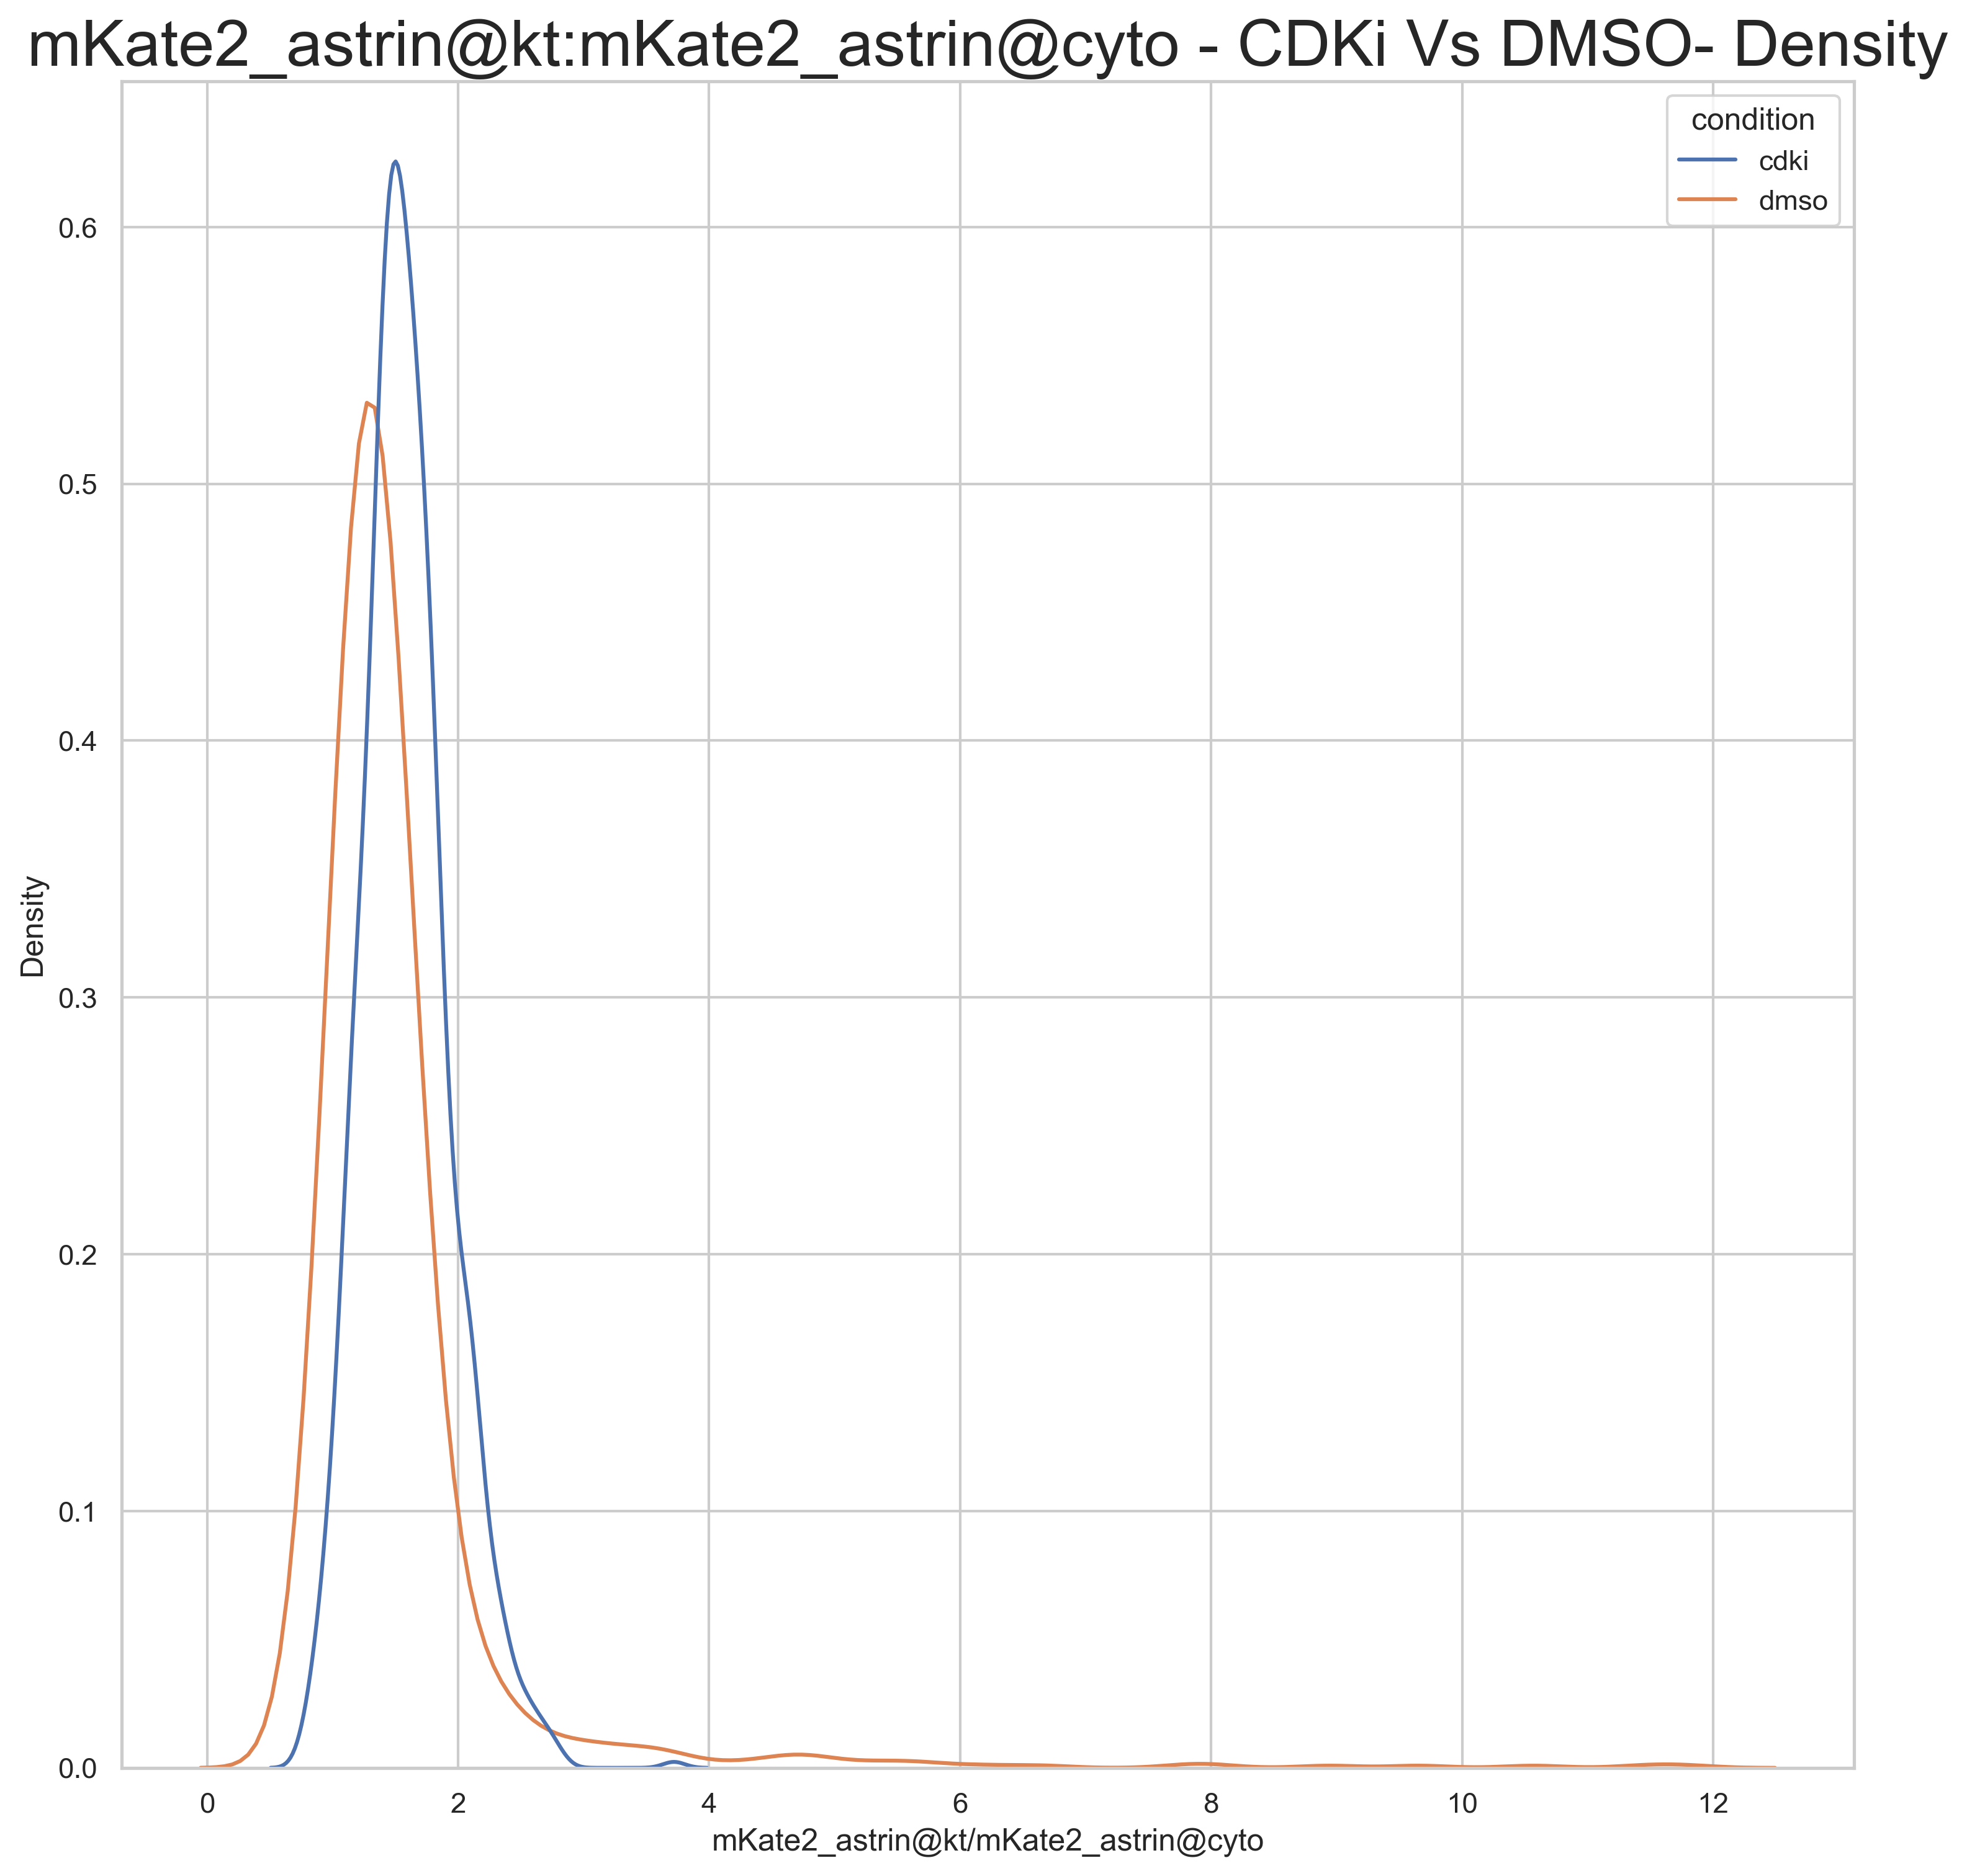 mKate2_astrin@kt:mKate2_astrin@cyto - CDKi Vs DMSO- Density
condition
cdki
dmso
0.6
0.5
0.4
0.3
0.2
0.1
0.0
Density
0 2 4 6 8 10 12
mKate2_astrin@kt/mKate2_astrin@cyto